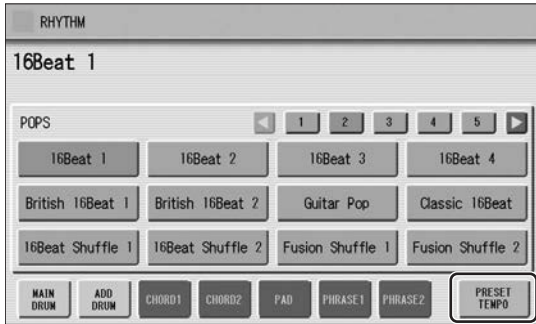 RHYTHM
16Beat 1
POPS 1 2 3 4 5
16Beat 1 16Beat 2 16Beat 3 16Beat 4
British 16Beat 1 British 16Beat 2 Guitar Pop Classic 16Beat
16Beat Shuffle 1 16Beat Shuffle 2 Fusion Shuffle 1 Fusion Shuffle 2
MAIN DRUM ADD DRUM CHORD1 CHORD2 PAD PHRASE1 PHRASE2 PRESET TEMPO